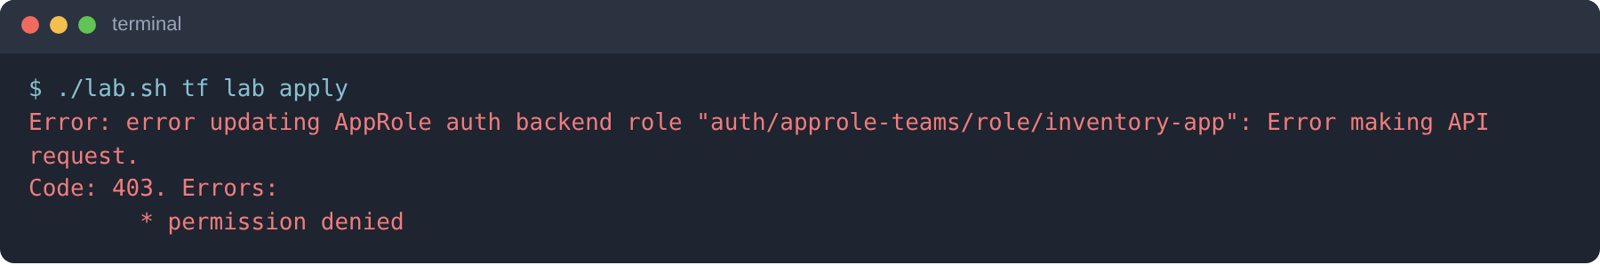 terminal
$ ./lab.sh tf lab apply
Error: error updating AppRole auth backend role "auth/approle-teams/role/inventory-app": Error making API
request.
Code: 403. Errors:
        * permission denied